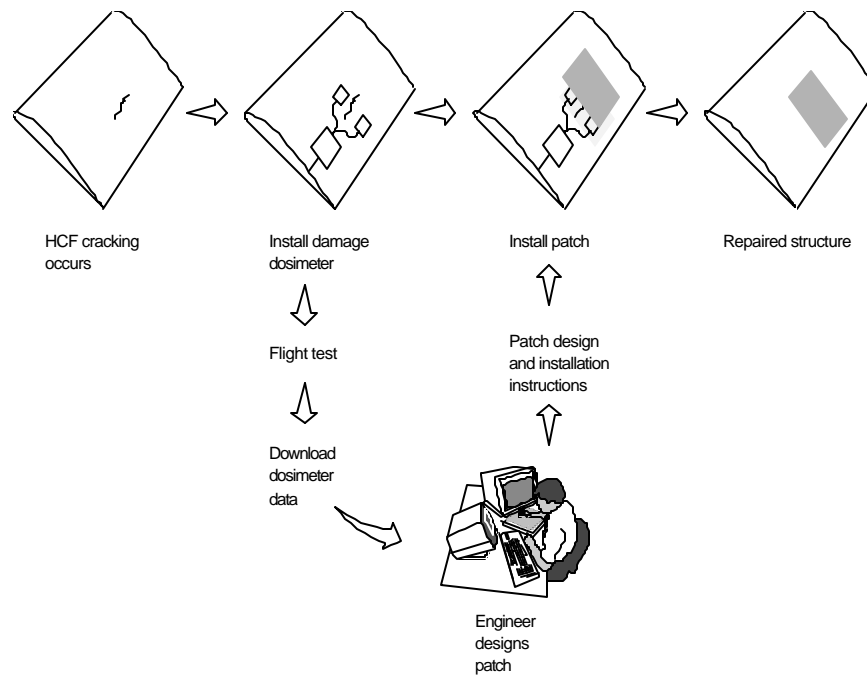 HCF cracking
occurs
Install damage
dosimeter
Install patch
Repaired structure
Flight test
Patch design
and installation
instructions
Download
dosimeter
data
Engineer
designs
patch